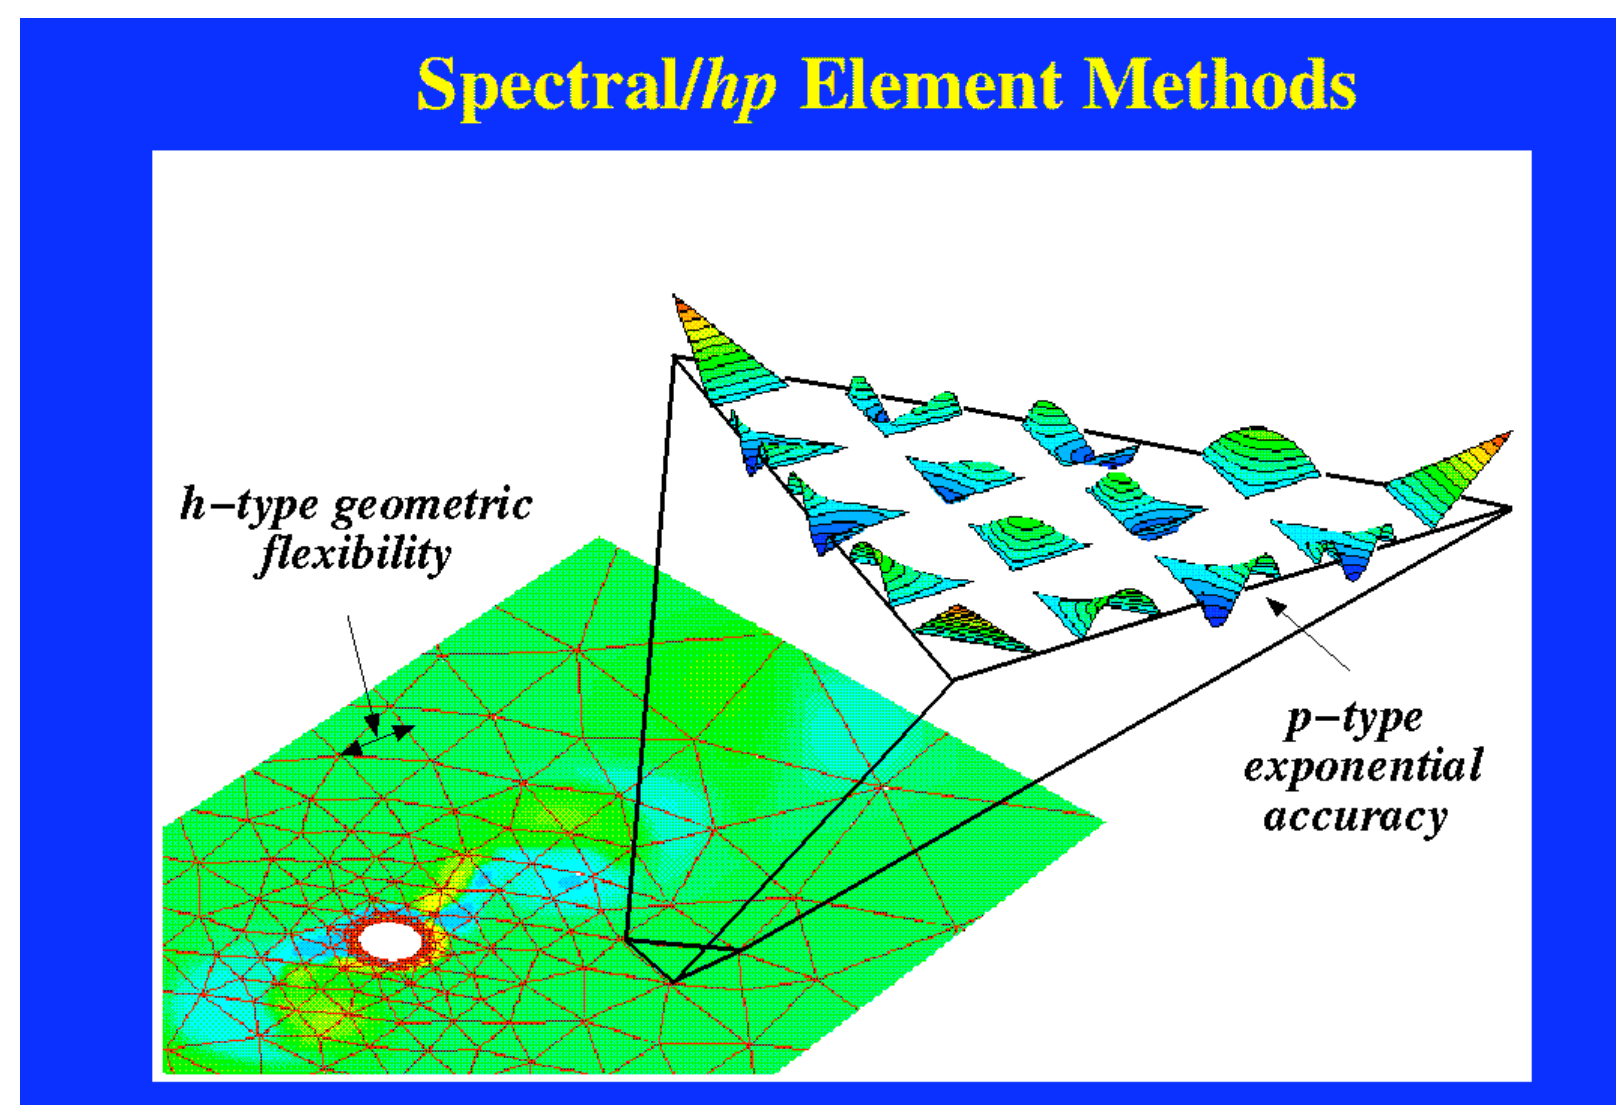 Spectral/hp Element Methods
h-type geometric
flexibility
p-type
exponential
accuracy